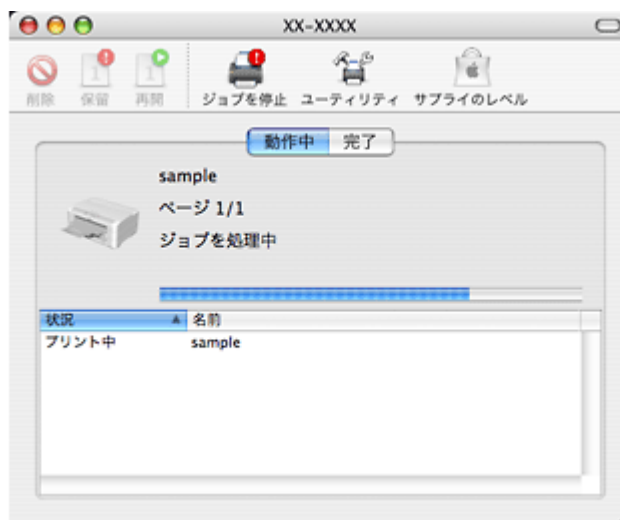 XX-XXXX
削除 保留 再開 ジョブを停止 ユーティリティ サプライのレベル
動作中 完了
sample
ページ 1/1
ジョブを処理中
状況 名前
プリント中 sample